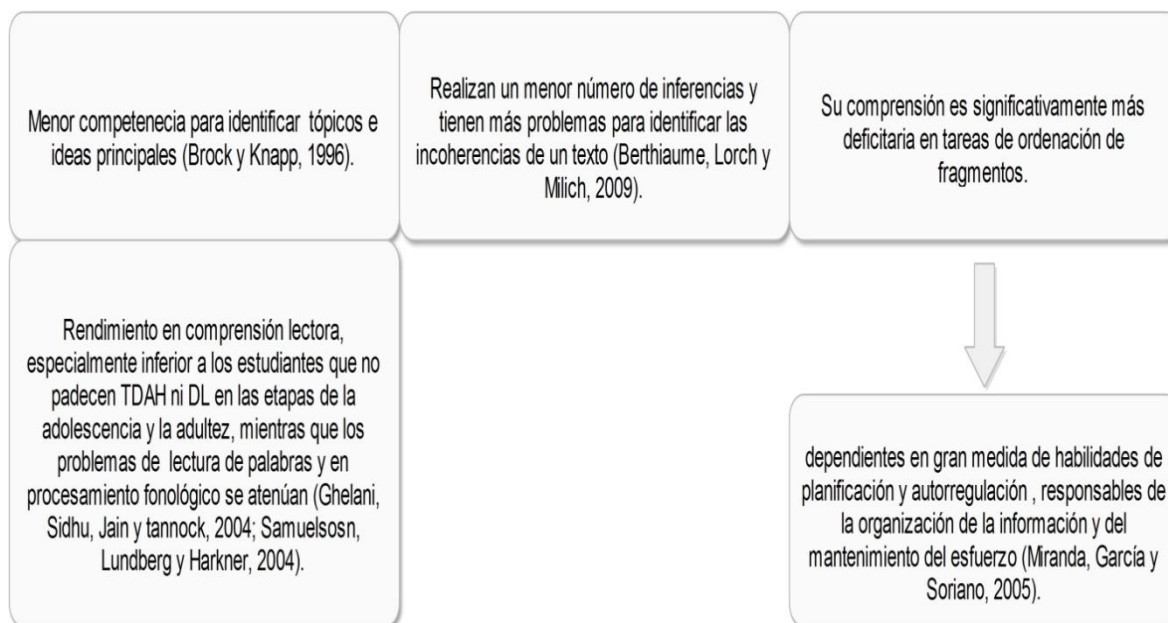 Menor competenecia para identificar tópicos e
ideas principales (Brock y Knapp, 1996).
Realizan un menor número de inferencias y
tienen más problemas para identificar las
incoherencias de un texto (Berthiaume, Lorch y
Milich, 2009).
Su comprensión es significativamente más
deficitaria en tareas de ordenación de
fragmentos.
Rendimiento en comprensión lectora,
especialmente inferior a los estudiantes que no
padecen TDAH ni DL en las etapas de la
adolescencia y la adultez, mientras que los
problemas de lectura de palabras y en
procesamiento fonológico se atenúan (Ghelani,
Sidhu, Jain y tannock, 2004; Samuelsosn,
Lundberg y Harkner, 2004).
dependientes en gran medida de habilidades de
planificación y autorregulación , responsables de
la organización de la información y del
mantenimiento del esfuerzo (Miranda, García y
Soriano, 2005).